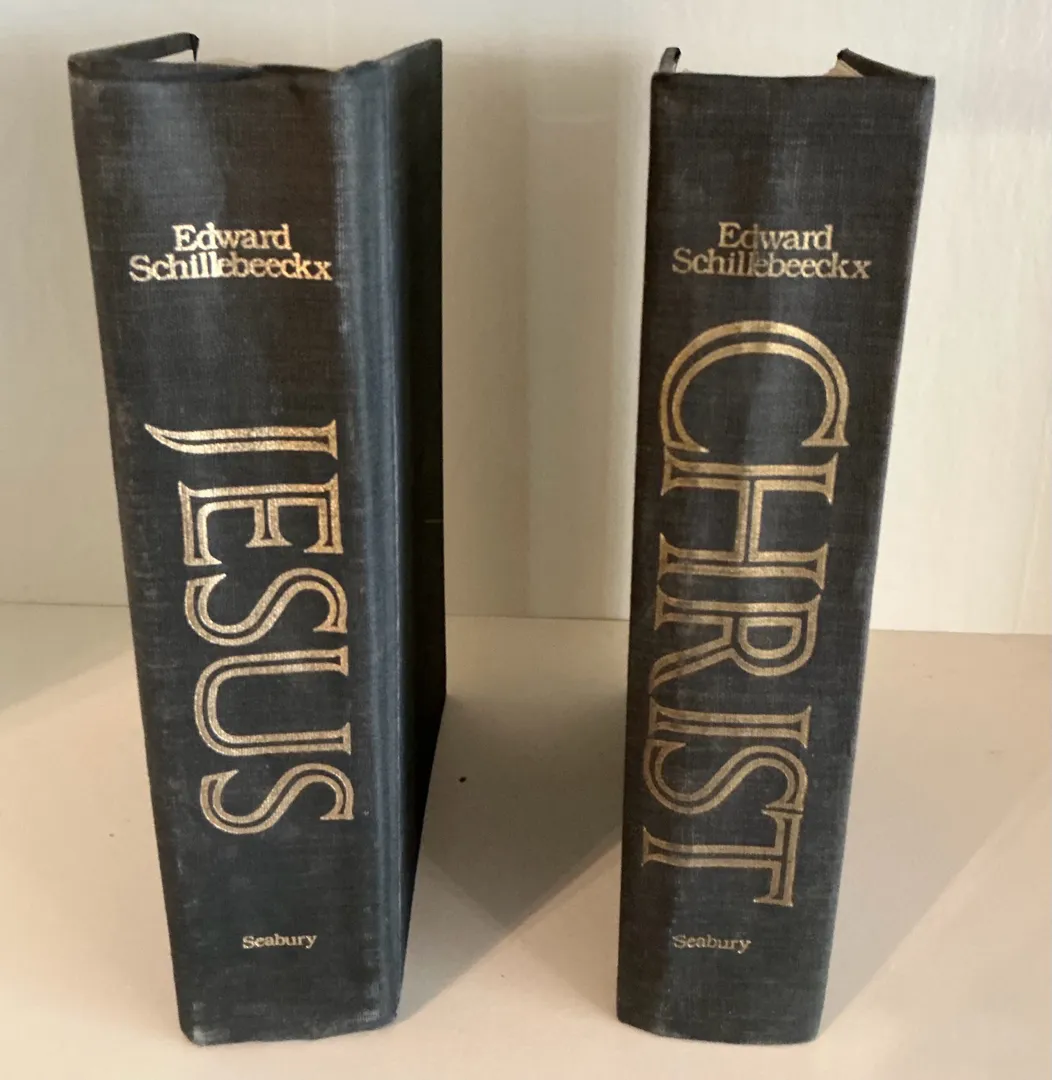 Edward
Schillebeeckx
JESUS
Seabury
Edward
Schillebeeckx
CHRIST
Seabury